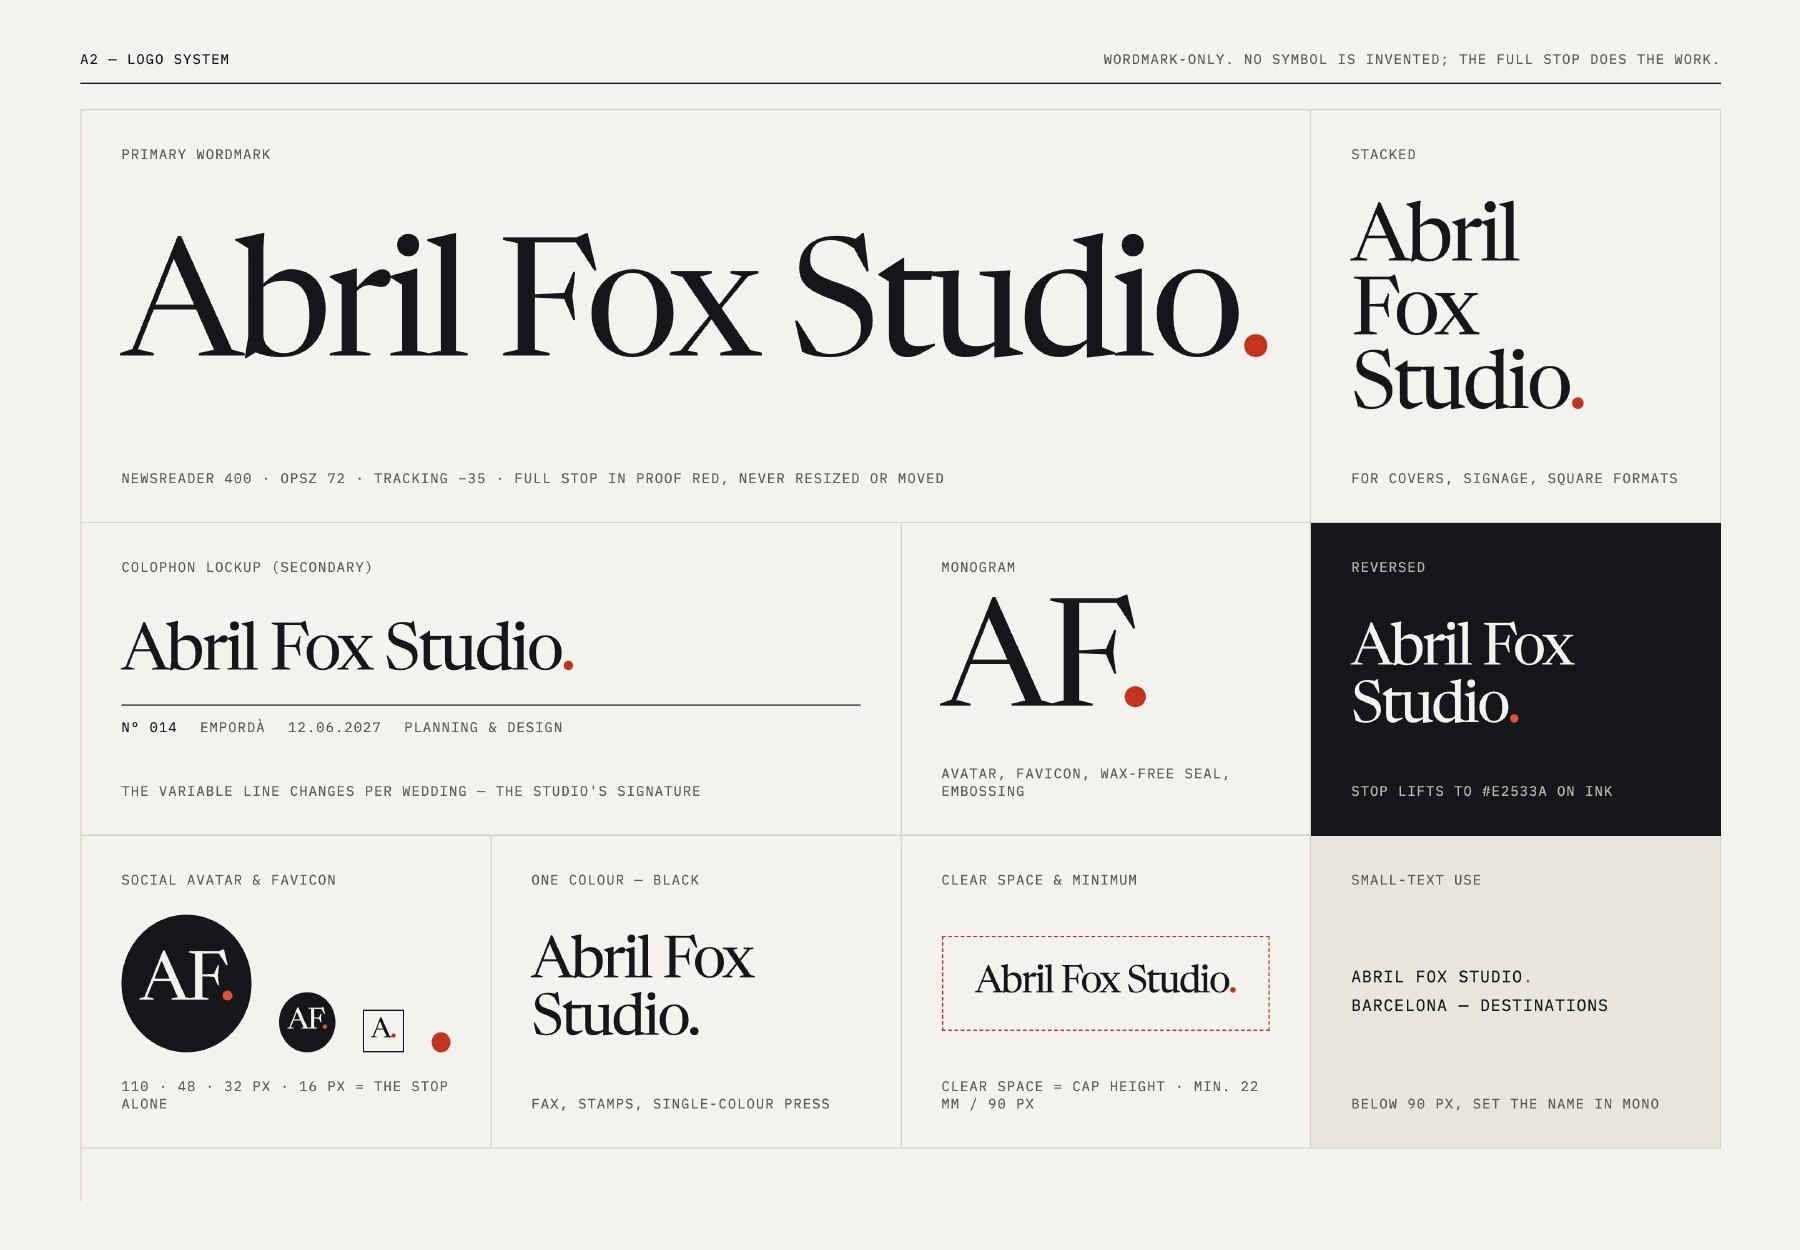 A2 — LOGO SYSTEM
WORDMARK-ONLY. NO SYMBOL IS INVENTED; THE FULL STOP DOES THE WORK.
PRIMARY WORDMARK
Abril Fox Studio.
NEWSREADER 400 · OPSZ 72 · TRACKING −35 · FULL STOP IN PROOF RED, NEVER RESIZED OR MOVED
STACKED
Abril
Fox
Studio.
FOR COVERS, SIGNAGE, SQUARE FORMATS
COLOPHON LOCKUP (SECONDARY)
Abril Fox Studio.
Nº 014 EMPORDÀ 12.06.2027 PLANNING & DESIGN
THE VARIABLE LINE CHANGES PER WEDDING — THE STUDIO'S SIGNATURE
MONOGRAM
AF.
AVATAR, FAVICON, WAX-FREE SEAL,
EMBOSSING
REVERSED
Abril Fox
Studio.
STOP LIFTS TO #E2533A ON INK
SOCIAL AVATAR & FAVICON
AF.
AF.
A.
110 · 48 · 32 PX · 16 PX = THE STOP
ALONE
ONE COLOUR — BLACK
Abril Fox
Studio.
FAX, STAMPS, SINGLE-COLOUR PRESS
CLEAR SPACE & MINIMUM
Abril Fox Studio.
CLEAR SPACE = CAP HEIGHT · MIN. 22
MM / 90 PX
SMALL-TEXT USE
ABRIL FOX STUDIO.
BARCELONA — DESTINATIONS
BELOW 90 PX, SET THE NAME IN MONO